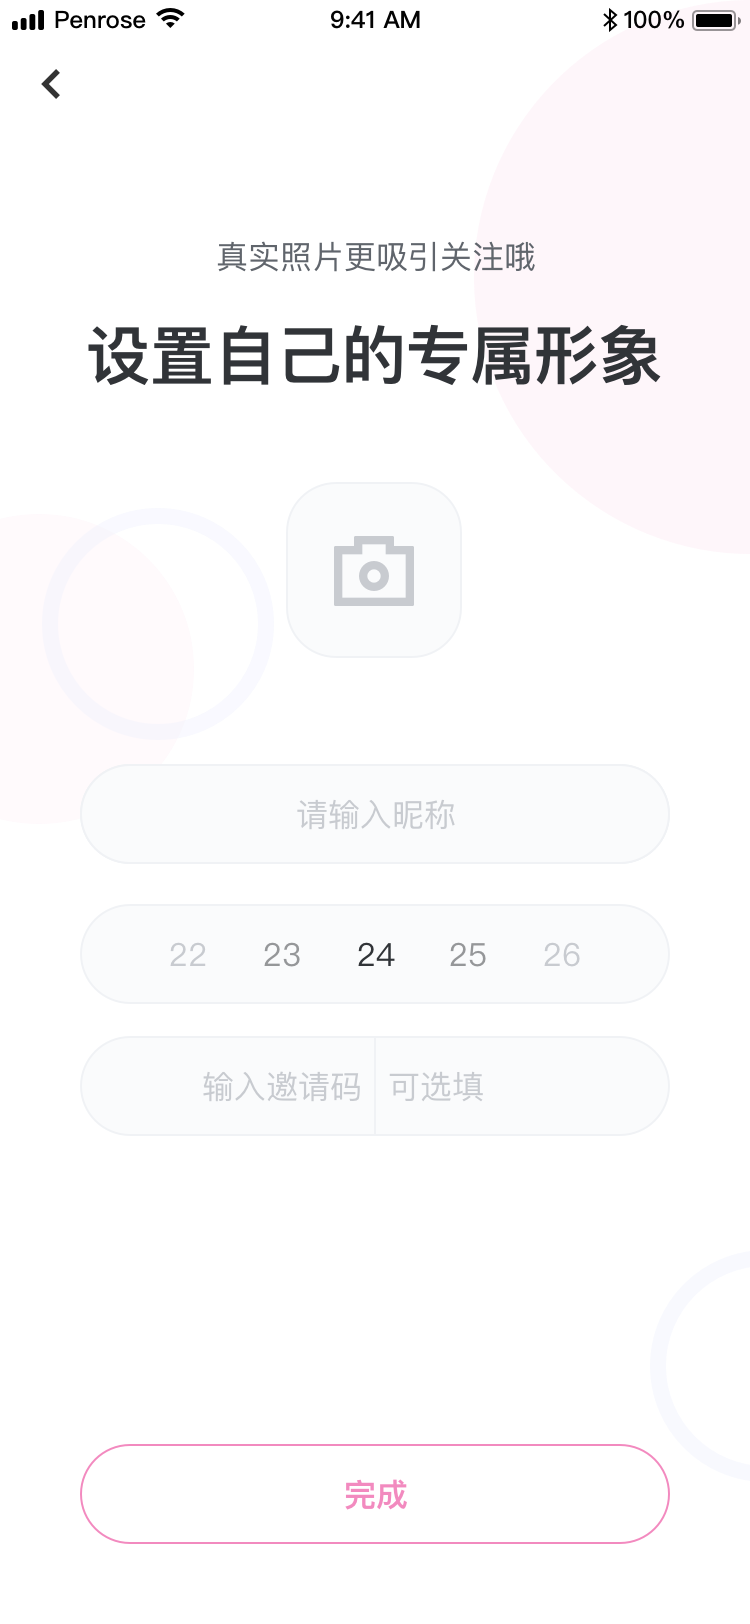 Penrose 9:41 AM 100%
真实照片更吸引关注哦
设置自己的专属形象
请输入昵称
22 23 24 25 26
输入邀请码 可选填
完成